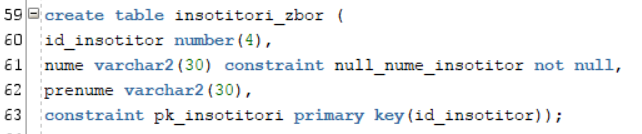 59 create table insotitori_zbor (
60 id_insotitor number(4),
61 nume varchar2(30) constraint null_nume_insotitor not null,
62 prenume varchar2(30),
63 constraint pk_insotitori primary key(id_insotitor));